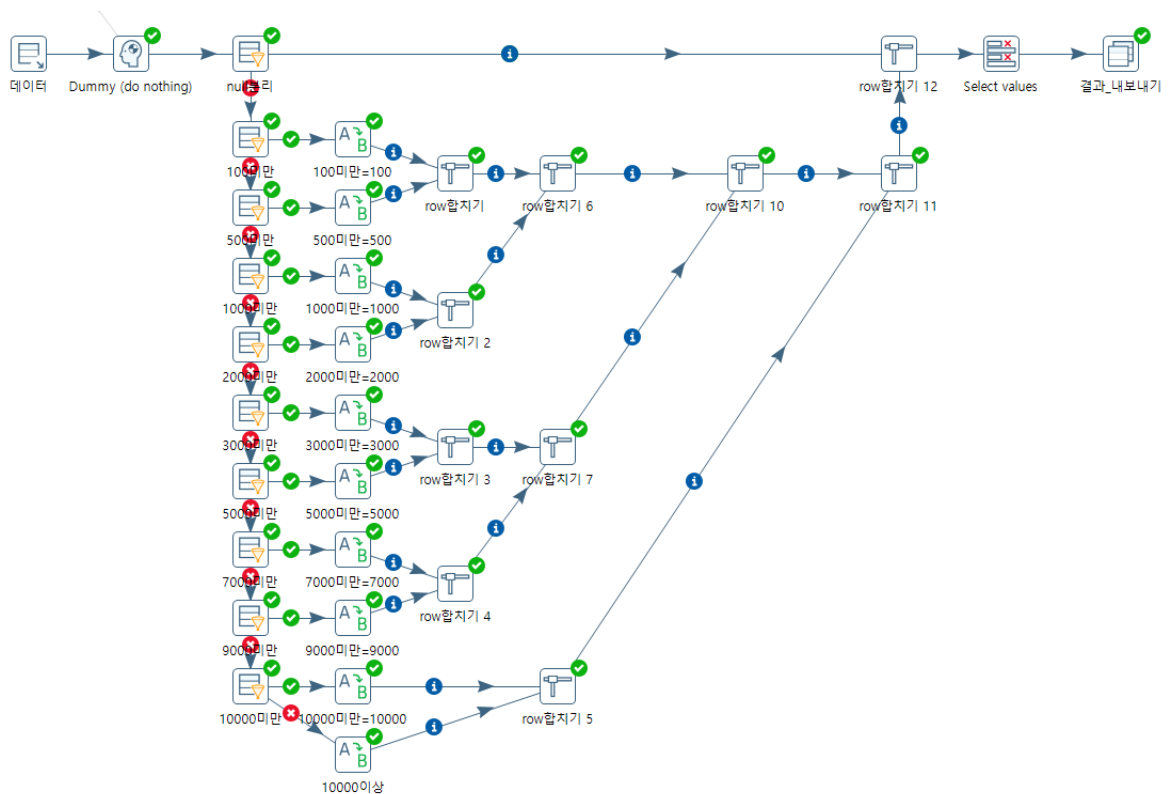 데이터
Dummy (do nothing)
null분리
row합치기 12
Select values
결과_내보내기
100미만
100미만=100
row합치기
row합치기 6
row합치기 10
row합치기 11
500미만
500미만=500
1000미만
1000미만=1000
row합치기 2
2000미만
2000미만=2000
3000미만
3000미만=3000
row합치기 3
row합치기 7
5000미만
5000미만=5000
7000미만
7000미만=7000
row합치기 4
9000미만
9000미만=9000
10000미만
10000미만=10000
row합치기 5
10000이상